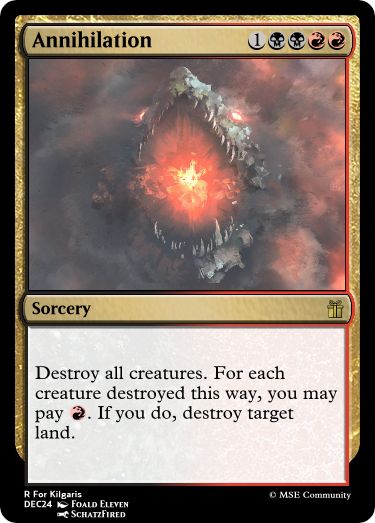 Annihilation 1
Sorcery
Destroy all creatures. For each
creature destroyed this way, you may
pay . If you do, destroy target
land.
R For Kilgaris
DEC24 Foald Eleven
SchatzFired
© MSE Community